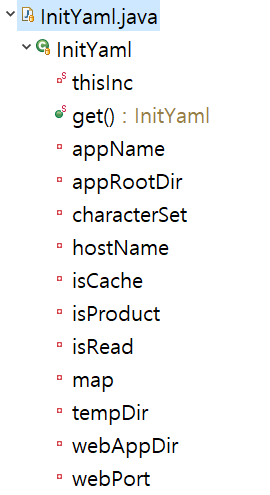 InitYaml.java
InitYaml
thisInc
get() : InitYaml
appName
appRootDir
characterSet
hostName
isCache
isProduct
isRead
map
tempDir
webAppDir
webPort